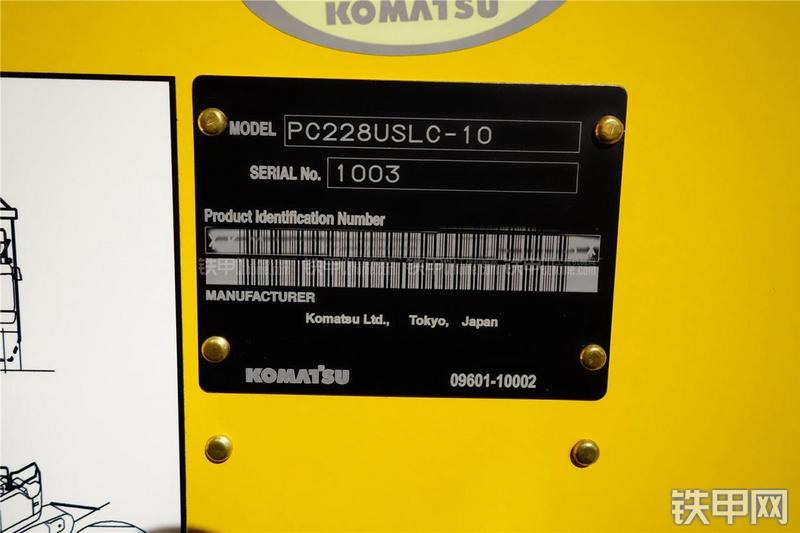 KOMATSU
MODEL PC228USLC-10
SERIAL No. 1003
Product Identification Number
MANUFACTURER
Komatsu Ltd., Tokyo, Japan
KOMATSU 09601-10002
铁甲网